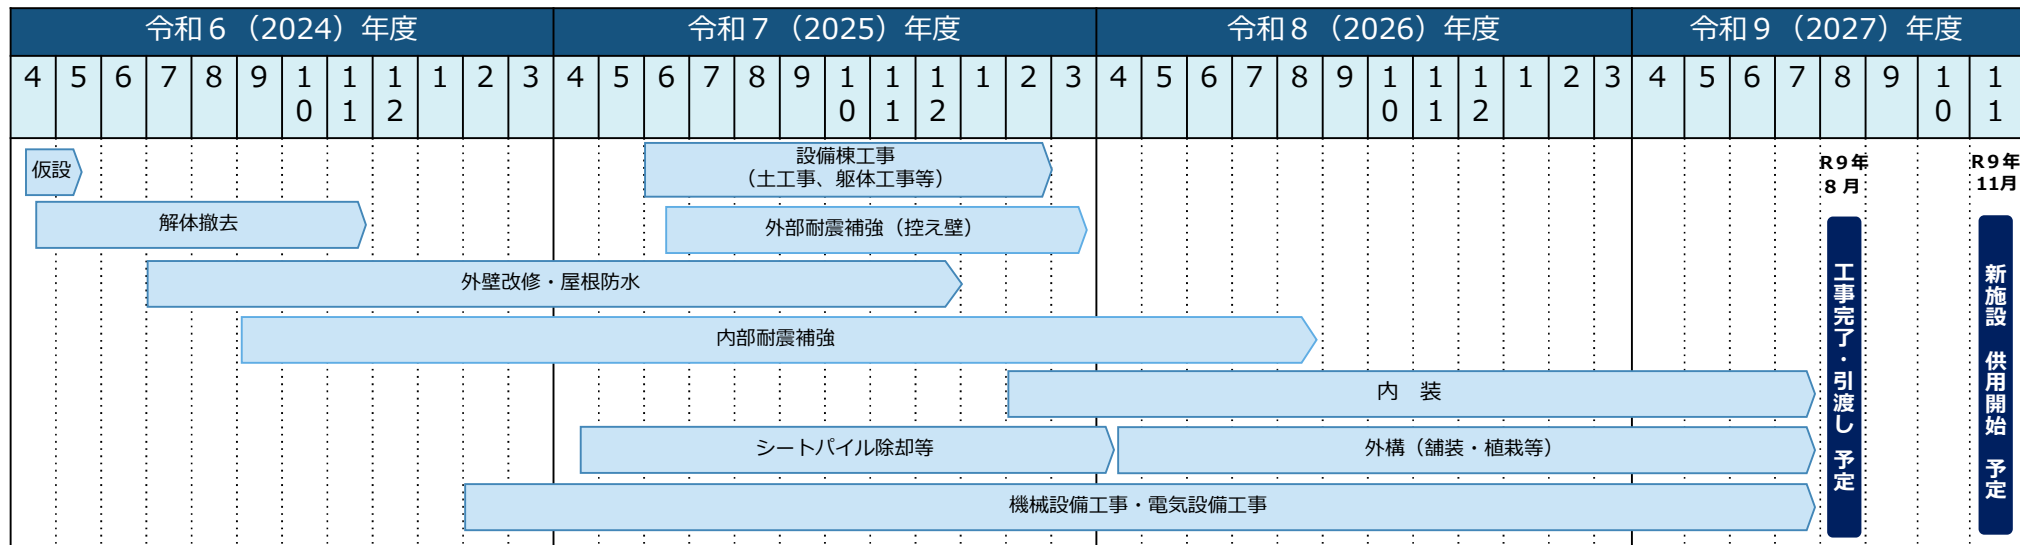 令和６（2024）年度 令和７（2025）年度 令和８（2026）年度 令和９（2027）年度
4 5 6 7 8 9 10 11 12 1 2 3 4 5 6 7 8 9 10 11 12 1 2 3 4 5 6 7 8 9 10 11 12 1 2 3 4 5 6 7 8 9 10 11
仮設
設備棟工事
（土工事、躯体工事等）
解体撤去
外部耐震補強（控え壁）
外壁改修・屋根防水
内部耐震補強
内　装
シートパイル除却等
外構（舗装・植栽等）
機械設備工事・電気設備工事
R９年
８月
工事完了・引渡し 予定
R９年
11月
新施設 供用開始 予定